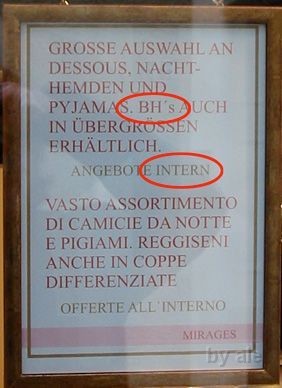 GROSSE AUSWAHL AN
DESSOUS, NACHT-
HEMDEN UND
PYJAMAS. BH´s AUCH
IN ÜBERGRÖSSEN
ERHÄLTLICH.
ANGEBOTE INTERN
VASTO ASSORTIMENTO
DI CAMICIE DA NOTTE
E PIGIAMI. REGGISENI
ANCHE IN COPPE
DIFFERENZIATE
OFFERTE ALL´INTERNO
MIRAGES
by ale